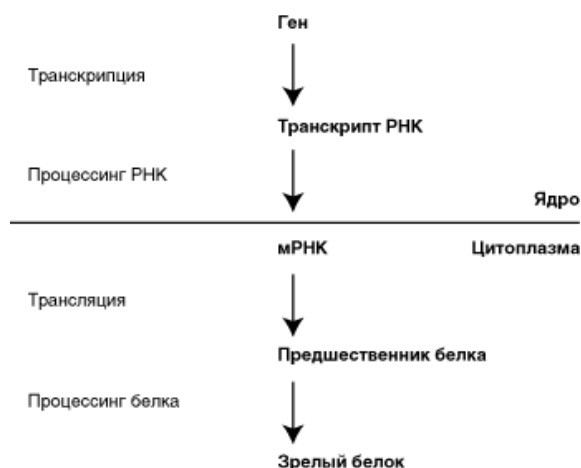 Ген
Транскрипция
Транскрипт РНК
Процессинг РНК
Ядро
мРНК
Цитоплазма
Трансляция
Предшественник белка
Процессинг белка
Зрелый белок